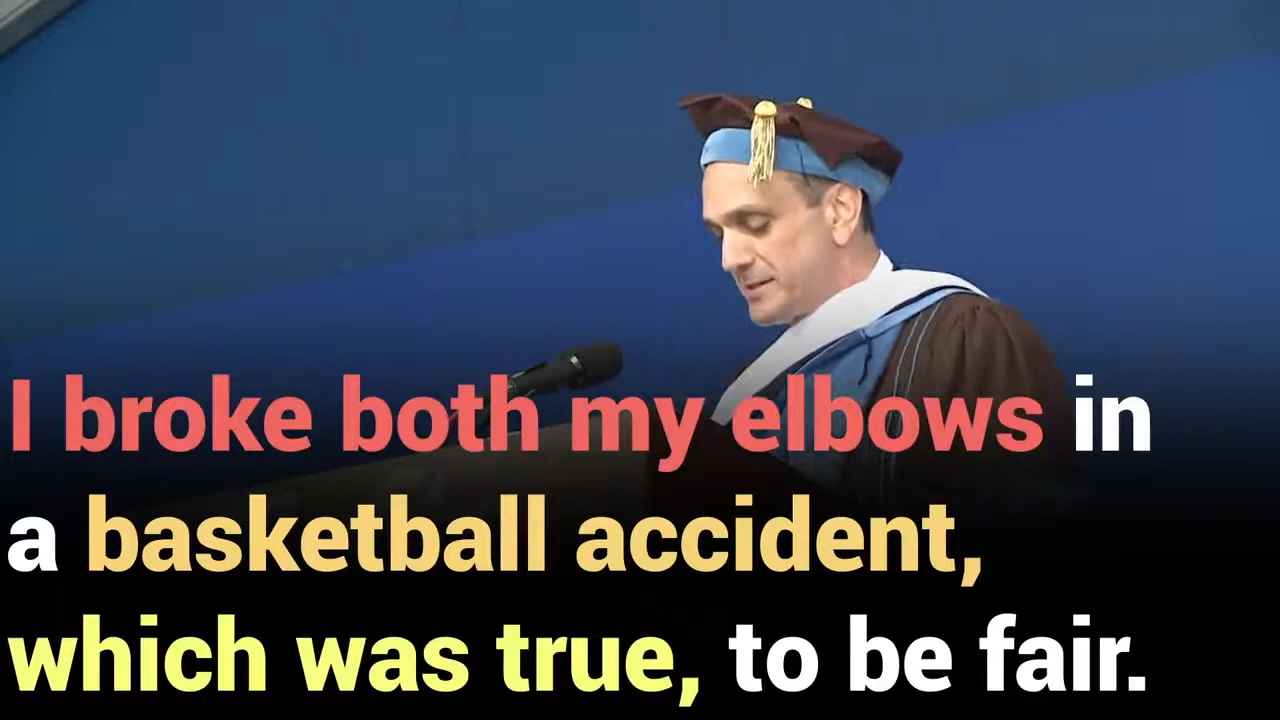 I broke both my elbows in
a basketball accident,
which was true, to be fair.